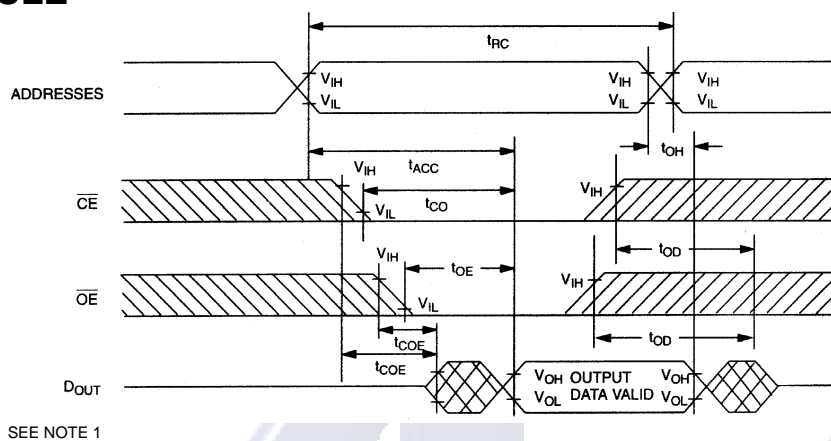 tRC
ADDRESSES
VIH VIH VIH
VIL VIL VIL
tOH
tACC
VIH
VIH
CE
tCO
VIL
VIH
tOE
tOD
VIH
OE
VIL
tCOE
tOD
tCOE
DOUT
VOH OUTPUT VOH
VOL DATA VALID VOL
SEE NOTE 1